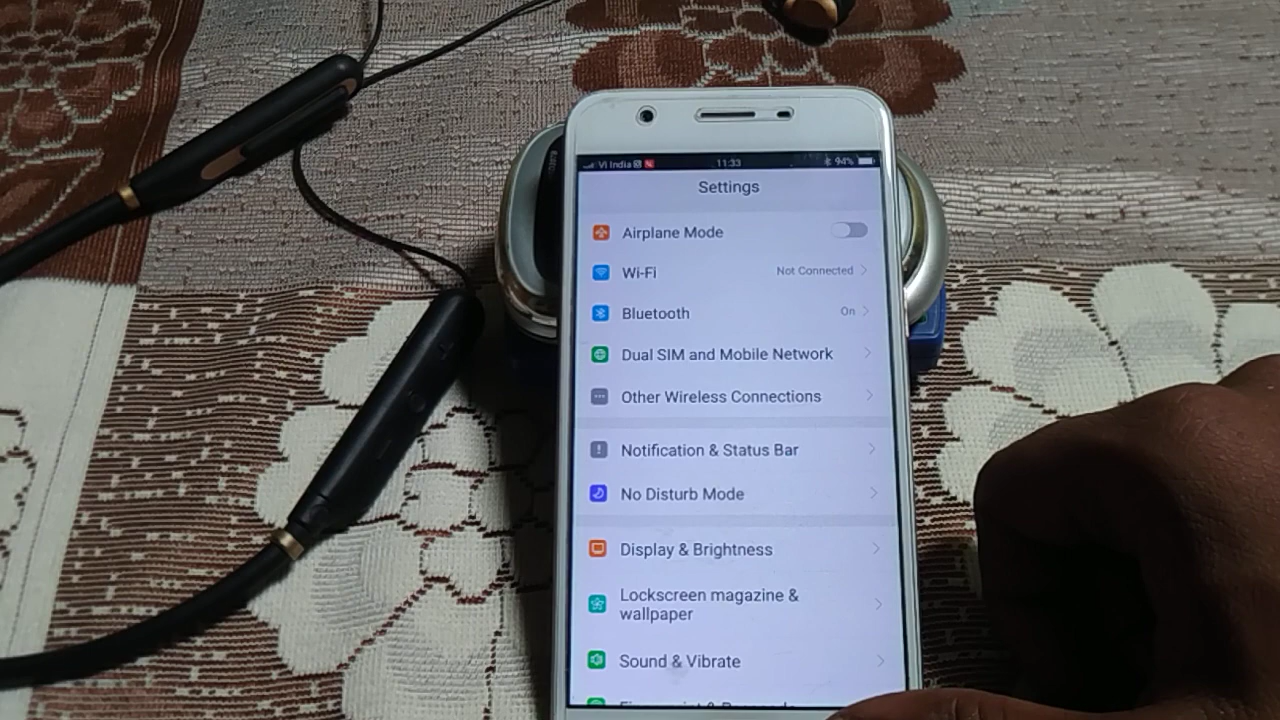 VI India 11:33 94%
Settings
Airplane Mode
Wi-Fi Not Connected
Bluetooth On
Dual SIM and Mobile Network
Other Wireless Connections
Notification & Status Bar
No Disturb Mode
Display & Brightness
Lockscreen magazine &
wallpaper
Sound & Vibrate